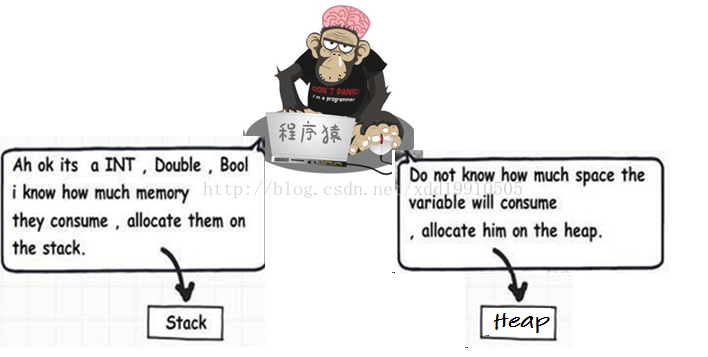 DON'T PANIC
I'm a programmer
程序猿
Ah ok its a INT , Double , Bool
i know how much memory
they consume , allocate them on
the stack.
Do not know how much space the
variable will consume
, allocate him on the heap.
http://blog.csdn.net/xdd19910505
Stack
Heap